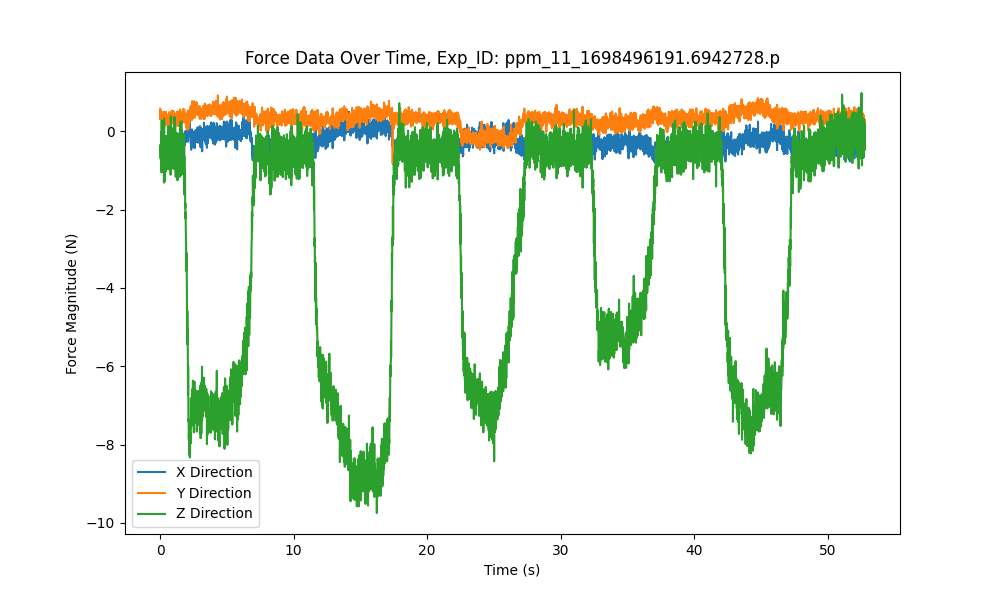 Force Data Over Time, Exp_ID: ppm_11_1698496191.6942728.p
Force Magnitude (N)
0
−2
−4
−6
−8
−10
X Direction
Y Direction
Z Direction
0 10 20 30 40 50
Time (s)